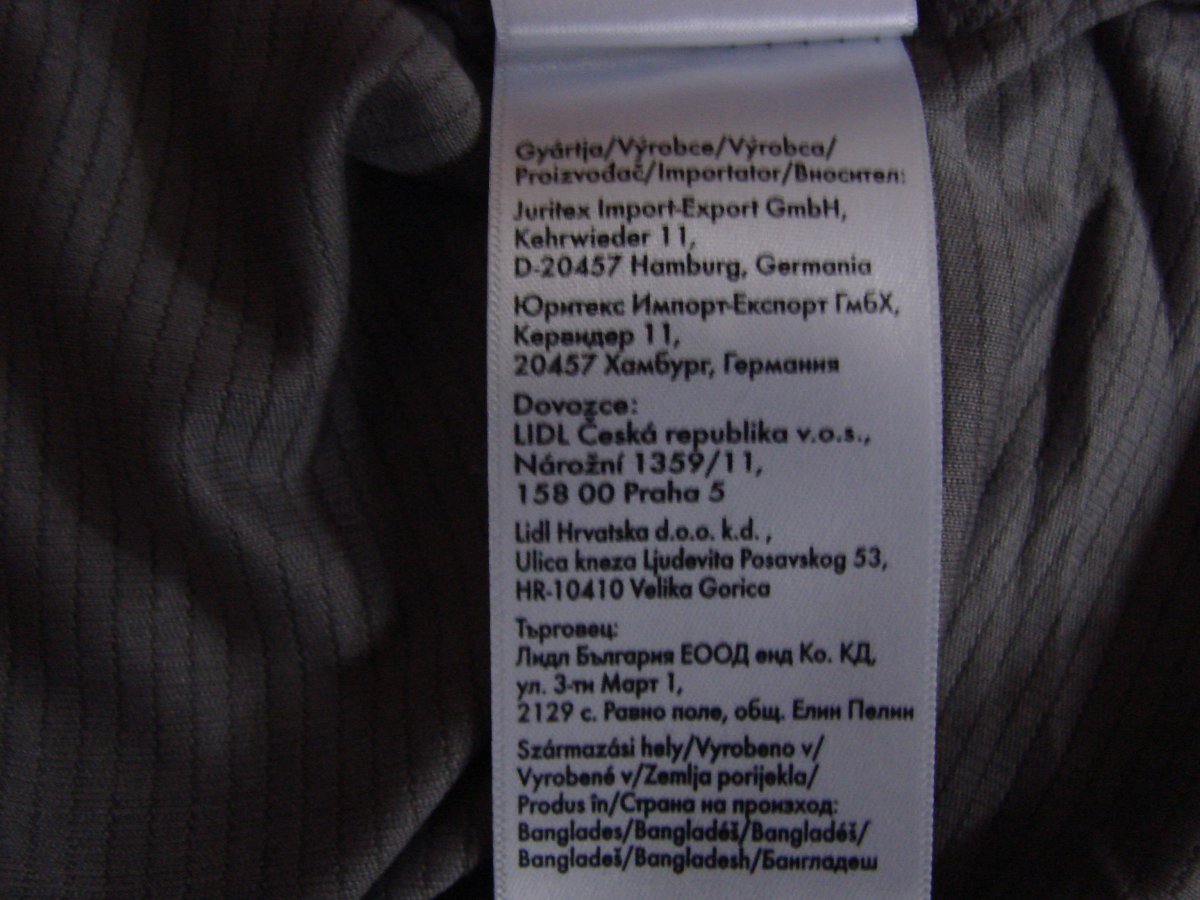 Gyártja/Výrobce/Výrobca/
Proizvođač/Importator/Вносител:
Juritex Import-Export GmbH,
Kehrwieder 11,
D-20457 Hamburg, Germania
Юритекс Импорт-Експорт ГмбХ,
Кервидер 11,
20457 Хамбург, Германия
Dovozce:
LIDL Česká republika v.o.s.,
Nárožní 1359/11,
158 00 Praha 5
Lidl Hrvatska d.o.o. k.d. ,
Ulica kneza Ljudevita Posavskog 53,
HR-10410 Velika Gorica
Търговец:
Лидл България ЕООД енд Ко. КД,
ул. 3-ти Март 1,
2129 с. Равно поле, общ. Елин Пелин
Származási hely/Vyrobeno v/
Vyrobené v/Zemlja porijekla/
Produs în/Страна на произход:
Banglades/Bangladéš/Bangladéš/
Bangladeš/Bangladesh/Бангладеш